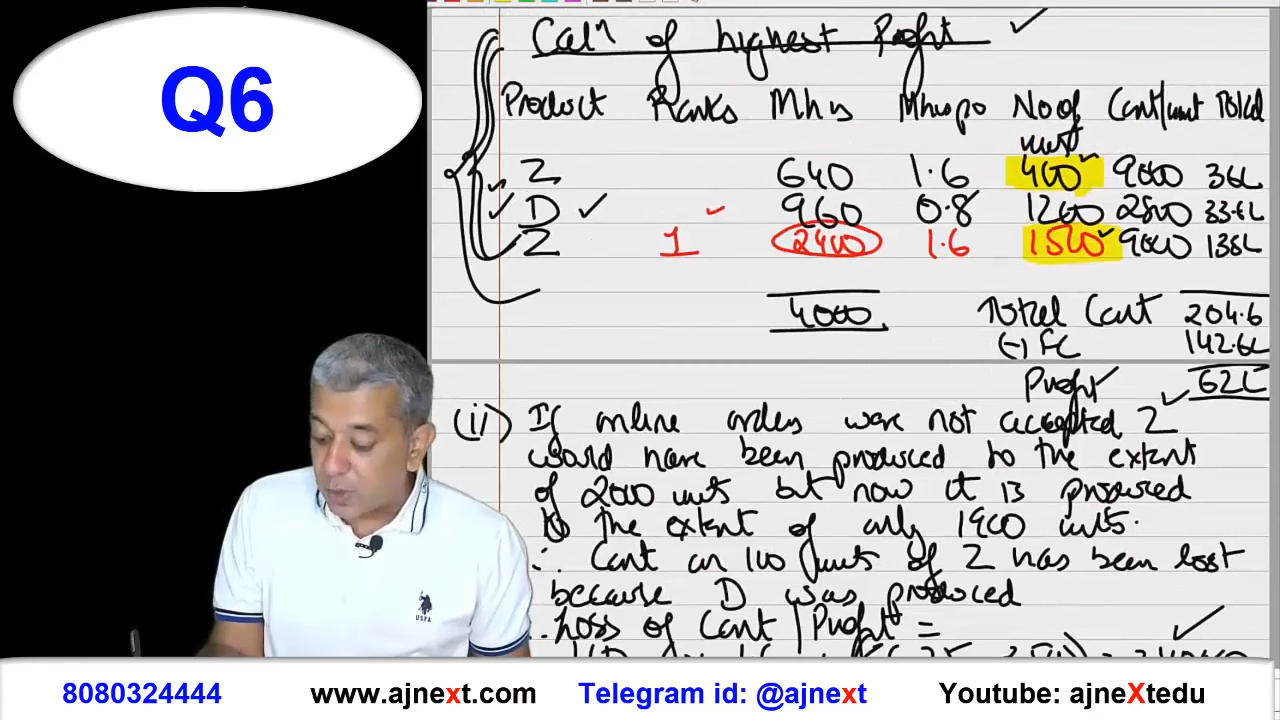 Q6
Calⁿ of highest Profit ✓
Product Ranks Mhrs Mhrspo No of unit Cont/unit Total
Z 640 1.6 400 9000 36L
D ✓ 960 0.8 1200 2800 33.6L
Z 1 2400 1.6 1500 9000 135L
4000 Total Cont 204.6
(-) FC 142.6L
Profit 62L
(ii) If online orders were not accepted Z
would have been produced to the extent
of 2000 units but now it is produced
to the extent of only 1900 units.
∴ Cont on 100 units of Z has been lost
because D was produced
∴ Loss of Cont / Profit =
USPA
8080324444 www.ajnext.com Telegram id: @ajnext Youtube: ajneXtedu